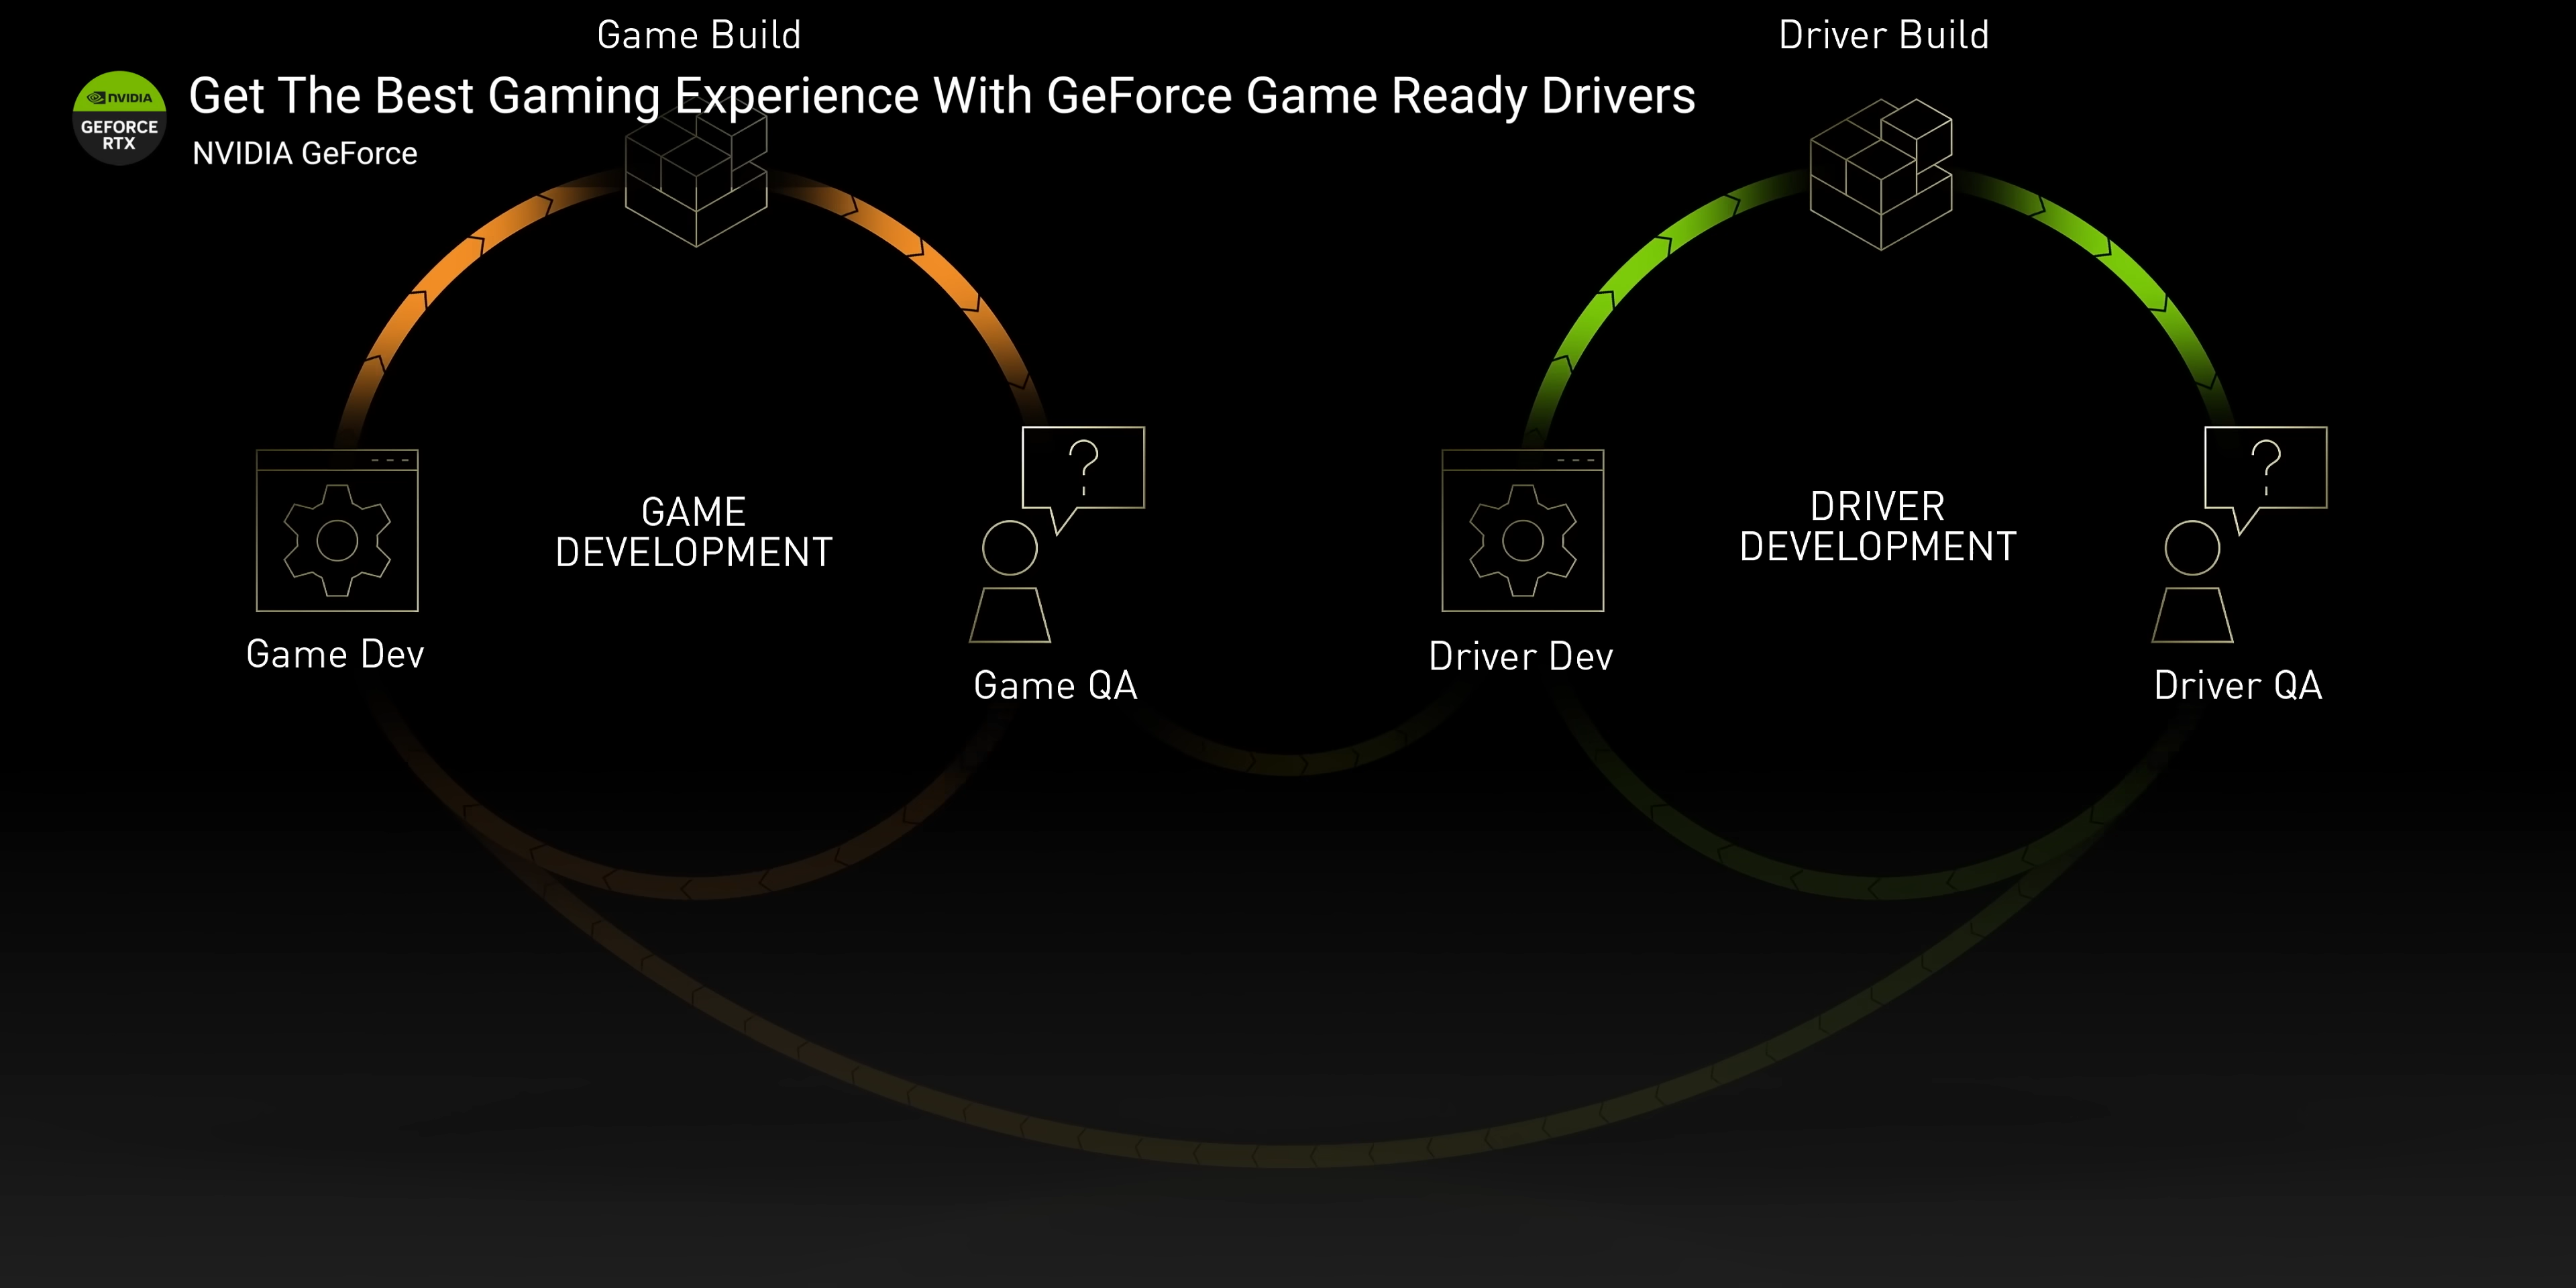 Game Build
Driver Build
NVIDIA
GEFORCE
RTX
Get The Best Gaming Experience With GeForce Game Ready Drivers
NVIDIA GeForce
?
?
GAME
DEVELOPMENT
DRIVER
DEVELOPMENT
Game Dev
Game QA
Driver Dev
Driver QA